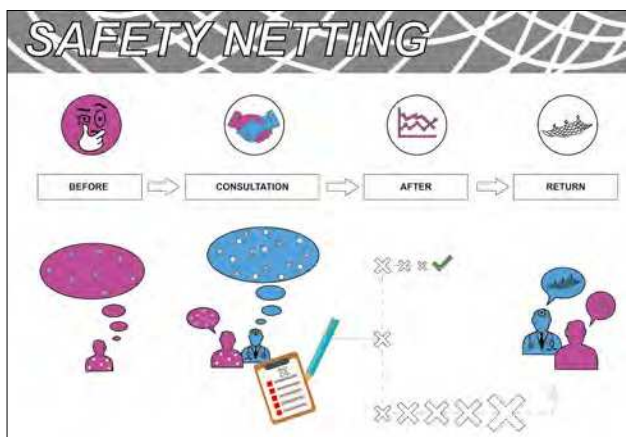 SAFETY NETTING
BEFORE
CONSULTATION
AFTER
RETURN